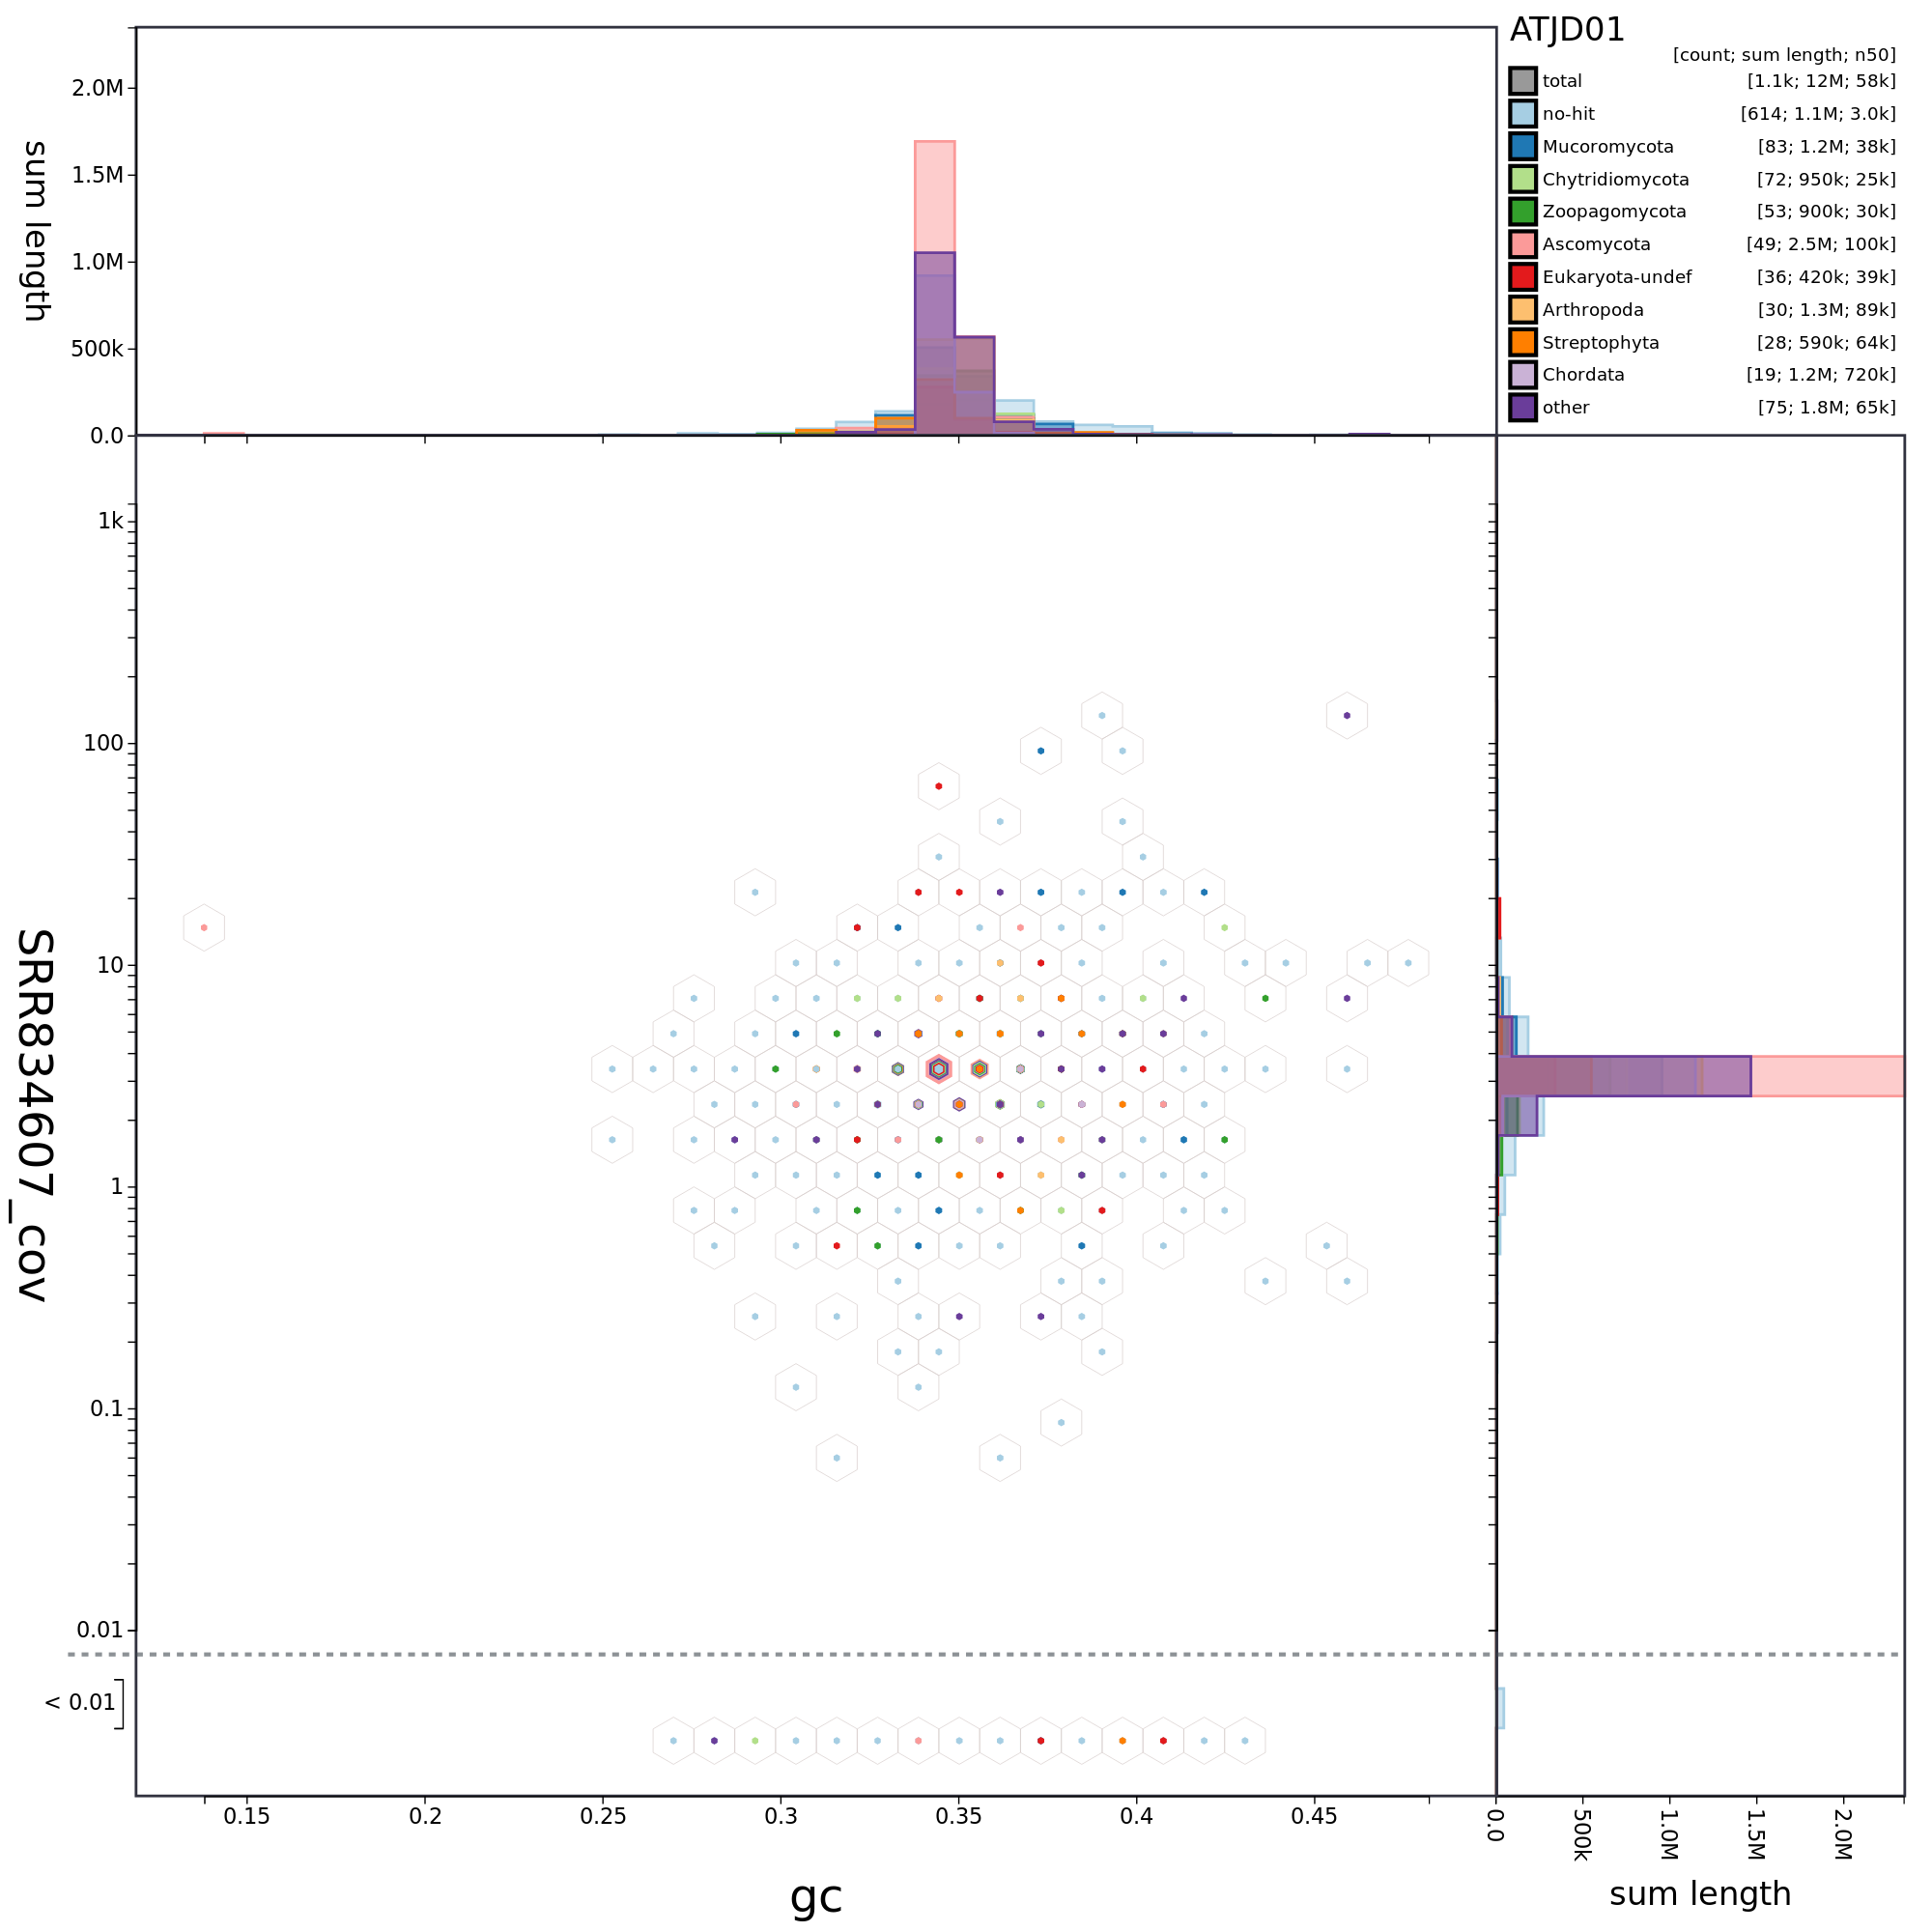 ATJD01
[count; sum length; n50]
total [1.1k; 12M; 58k]
no-hit [614; 1.1M; 3.0k]
Mucoromycota [83; 1.2M; 38k]
Chytridiomycota [72; 950k; 25k]
Zoopagomycota [53; 900k; 30k]
Ascomycota [49; 2.5M; 100k]
Eukaryota-undef [36; 420k; 39k]
Arthropoda [30; 1.3M; 89k]
Streptophyta [28; 590k; 64k]
Chordata [19; 1.2M; 720k]
other [75; 1.8M; 65k]
sum length
2.0M
1.5M
1.0M
500k
0.0
SRR834607_cov
1k
100
10
1
0.1
0.01
< 0.01
0.15 0.2 0.25 0.3 0.35 0.4 0.45
gc
0.0 500k 1.0M 1.5M 2.0M
sum length